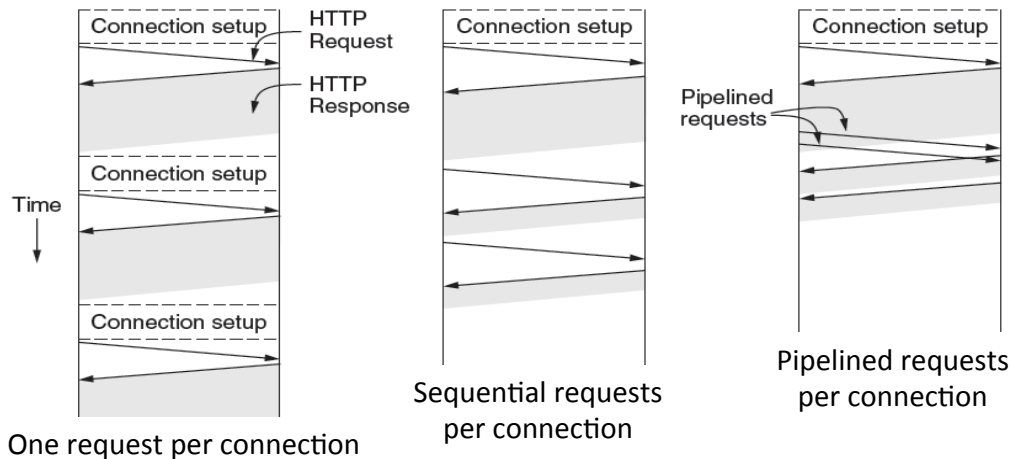 Connection setup
HTTP
Request
HTTP
Response
Connection setup
Time
Connection setup
One request per connection
Connection setup
Sequential requests
per connection
Connection setup
Pipelined
requests
Pipelined requests
per connection